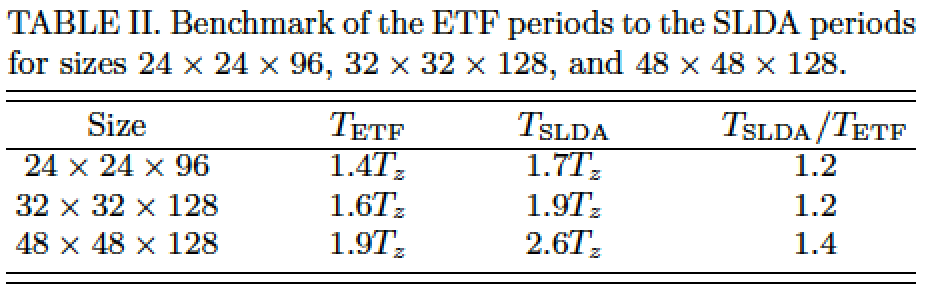 TABLE II. Benchmark of the ETF periods to the SLDA periods
for sizes 24 × 24 × 96, 32 × 32 × 128, and 48 × 48 × 128.
Size T_ETF T_SLDA T_SLDA/T_ETF
24 × 24 × 96 1.4T_z 1.7T_z 1.2
32 × 32 × 128 1.6T_z 1.9T_z 1.2
48 × 48 × 128 1.9T_z 2.6T_z 1.4